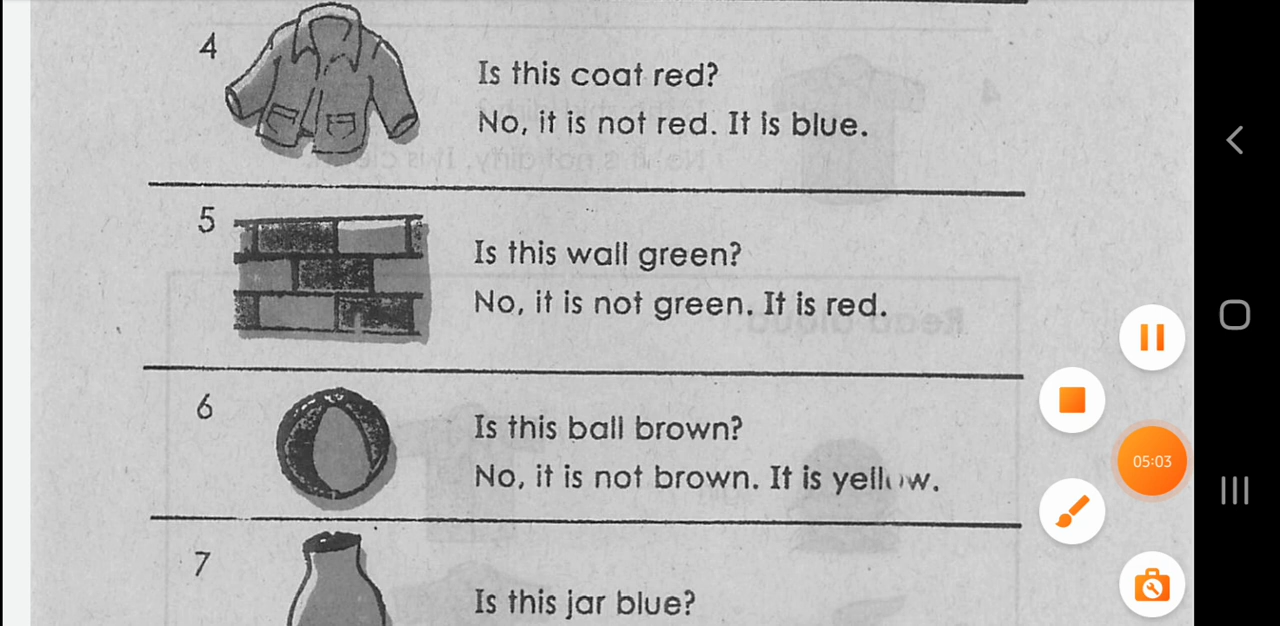 4
Is this coat red?
No, it is not red. It is blue.
5
Is this wall green?
No, it is not green. It is red.
6
Is this ball brown?
No, it is not brown. It is yellow.
7
Is this jar blue?
05:03